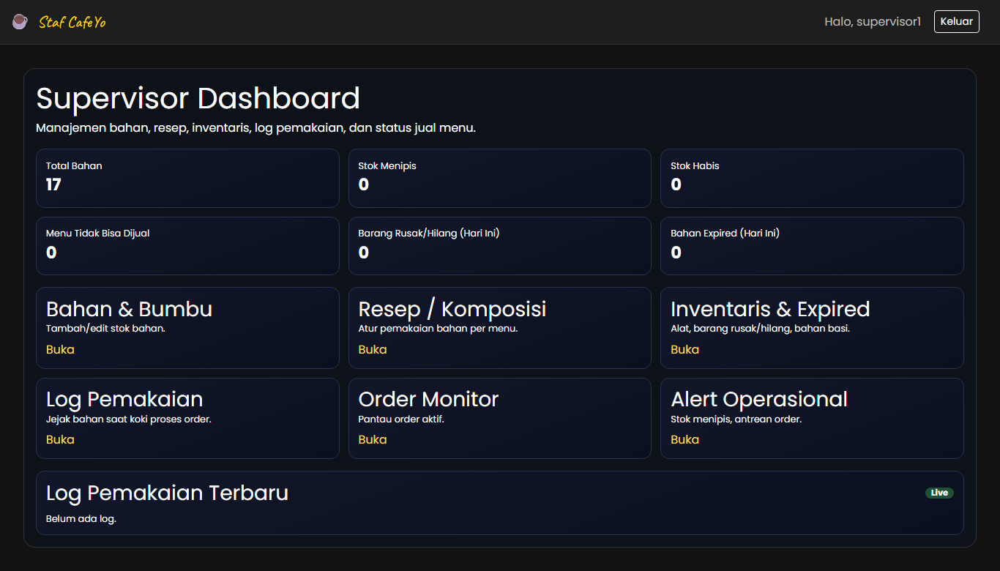 Staf CafeYo
Halo, supervisor1
Keluar
Supervisor Dashboard
Manajemen bahan, resep, inventaris, log pemakaian, dan status jual menu.
Total Bahan
17
Stok Menipis
0
Stok Habis
0
Menu Tidak Bisa Dijual
0
Barang Rusak/Hilang (Hari Ini)
0
Bahan Expired (Hari Ini)
0
Bahan & Bumbu
Tambah/edit stok bahan.
Buka
Resep / Komposisi
Atur pemakaian bahan per menu.
Buka
Inventaris & Expired
Alat, barang rusak/hilang, bahan basi.
Buka
Log Pemakaian
Jejak bahan saat koki proses order.
Buka
Order Monitor
Pantau order aktif.
Buka
Alert Operasional
Stok menipis, antrean order.
Buka
Log Pemakaian Terbaru
Live
Belum ada log.